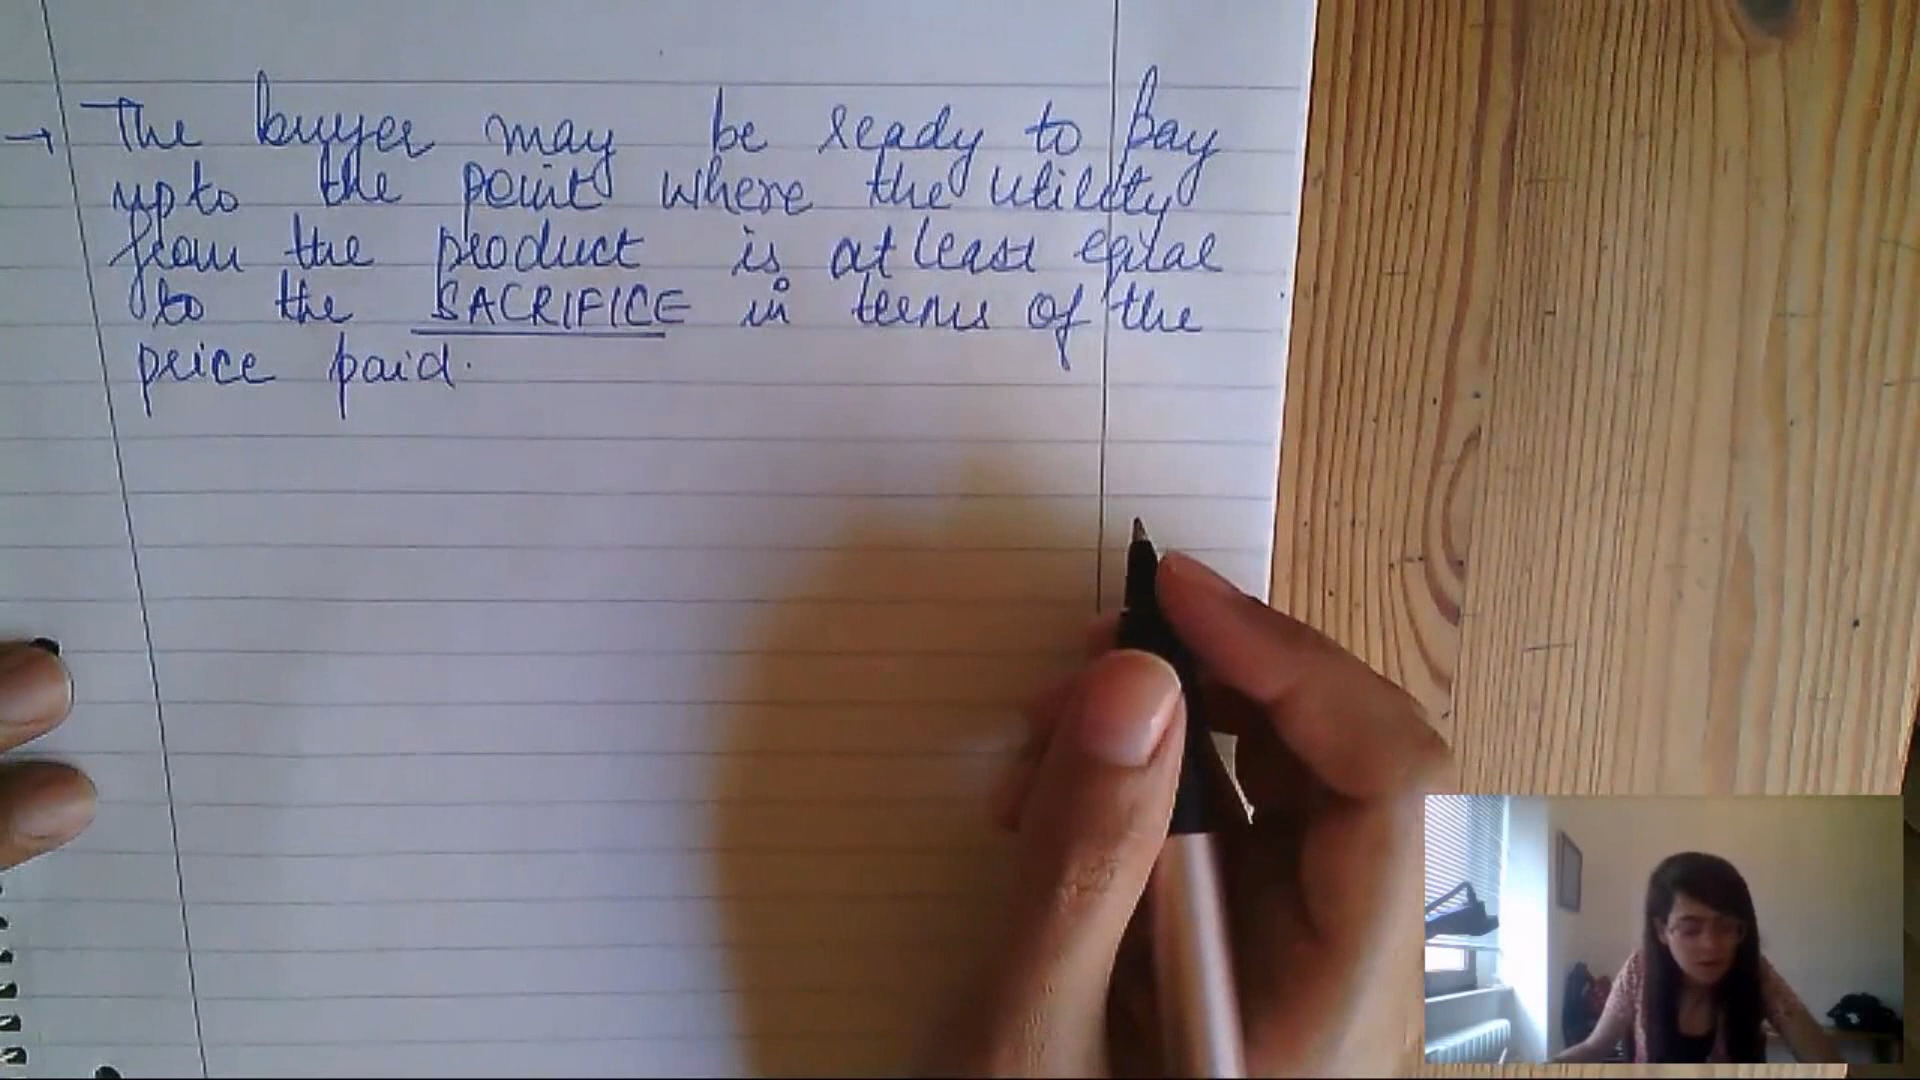 → The buyer may be ready to pay
upto the point where the utility
from the product is atleast equal
to the SACRIFICE in terms of the
price paid.